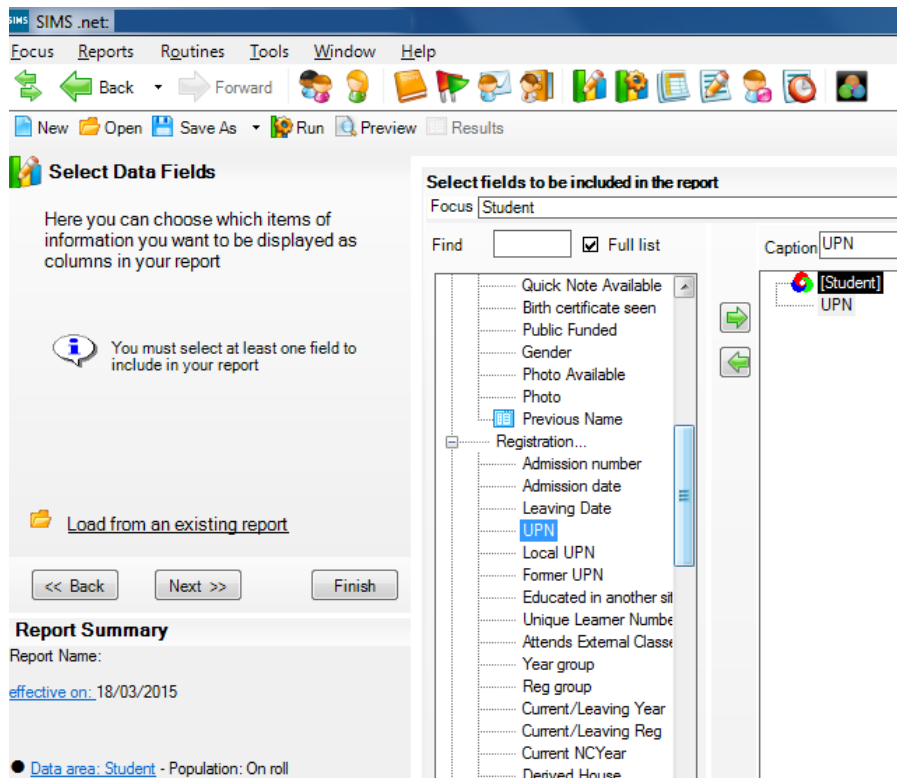 SIMS SIMS .net:
Focus Reports Routines Tools Window Help
Back Forward
New Open Save As Run Preview Results
Select Data Fields
Here you can choose which items of
information you want to be displayed as
columns in your report
You must select at least one field to
include in your report
Load from an existing report
<< Back Next >> Finish
Report Summary
Report Name:
effective on: 18/03/2015
Data area: Student - Population: On roll
Select fields to be included in the report
Focus Student
Find Full list
Quick Note Available
Birth certificate seen
Public Funded
Gender
Photo Available
Photo
Previous Name
Registration...
Admission number
Admission date
Leaving Date
UPN
Local UPN
Former UPN
Educated in another sit
Unique Learner Numbe
Attends External Classe
Year group
Reg group
Current/Leaving Year
Current/Leaving Reg
Current NCYear
Derived House
Caption UPN
[Student]
UPN